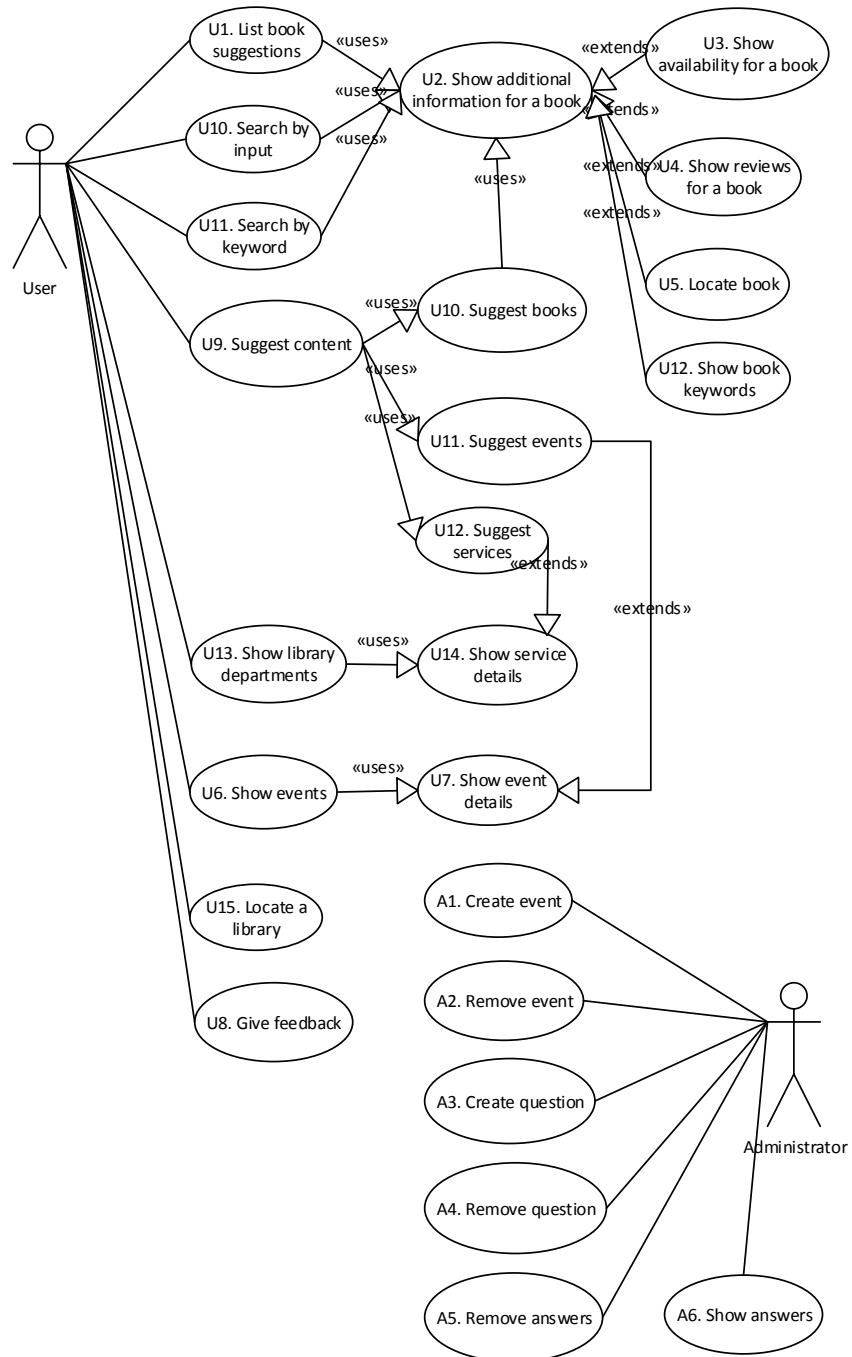 U1. List book
suggestions
«uses»
U2. Show additional
information for a book
«extends»
U3. Show
availability for a book
«uses»
U10. Search by
input
«uses»
«extends»
«extends»
U4. Show reviews
for a book
«uses»
«extends»
U11. Search by
keyword
User
U5. Locate book
«uses»
U10. Suggest books
U9. Suggest content
«uses»
U12. Show book
keywords
«uses»
U11. Suggest events
U12. Suggest
services
«extends»
«extends»
U13. Show library
departments
«uses»
U14. Show service
details
U6. Show events
«uses»
U7. Show event
details
U15. Locate a
library
A1. Create event
U8. Give feedback
A2. Remove event
A3. Create question
Administrator
A4. Remove question
A5. Remove answers
A6. Show answers